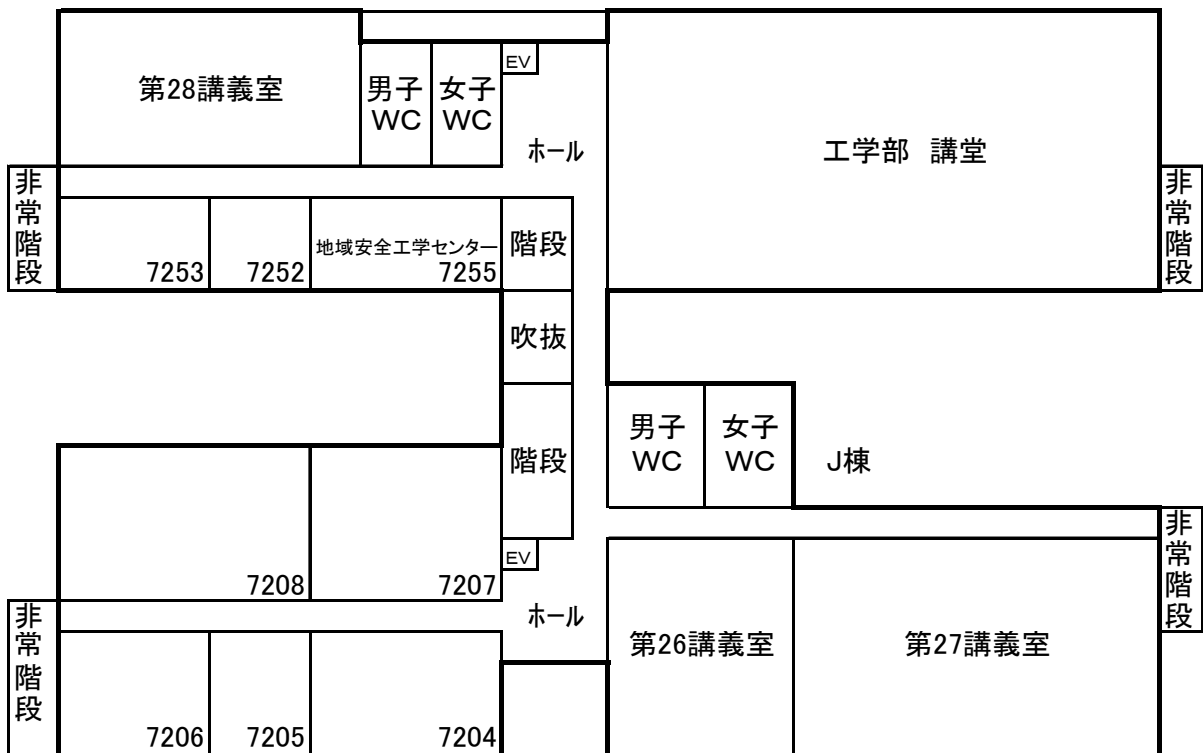 EV
第28講義室
男子
WC
女子
WC
ホール
工学部 講堂
非常階段
非常階段
7253
7252
地域安全工学センター
7255
階段
吹抜
男子
WC
女子
WC
J棟
階段
非常階段
EV
7208
7207
ホール
非常階段
第26講義室
第27講義室
7206
7205
7204